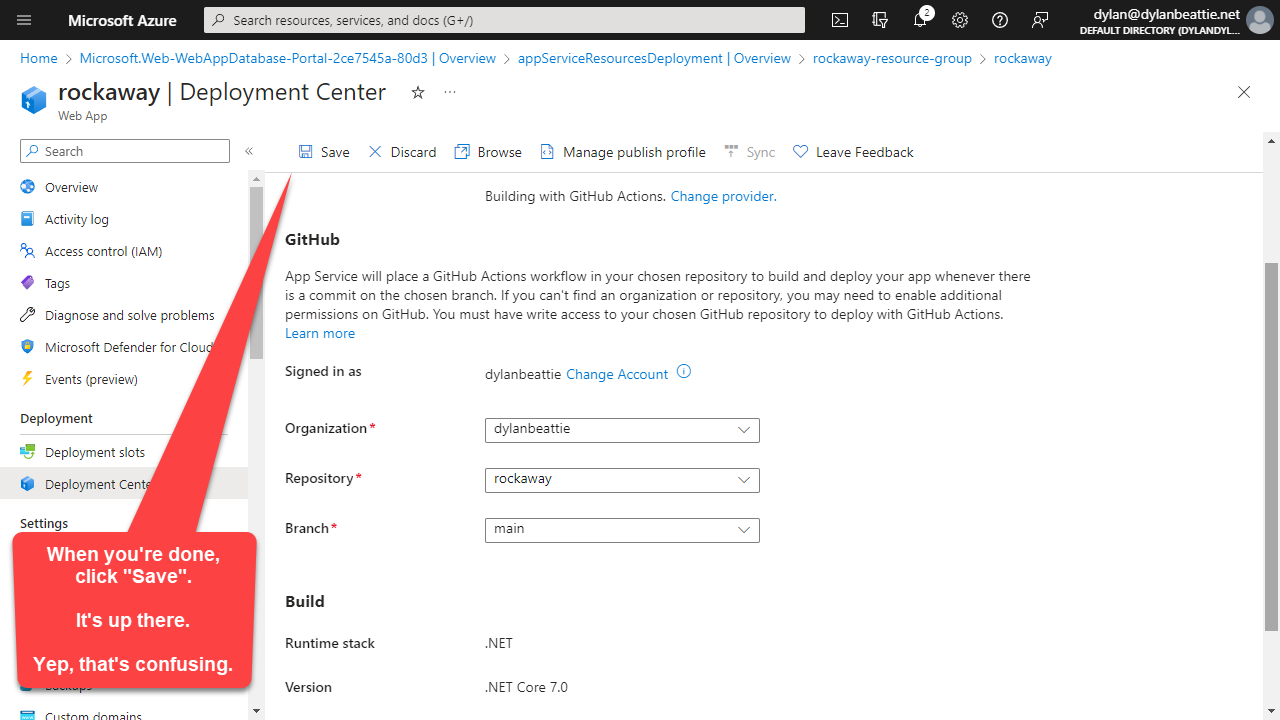 Microsoft Azure
Search resources, services, and docs (G+/)
2
dylan@dylanbeattie.net
DEFAULT DIRECTORY (DYLANDYL...
Home > Microsoft.Web-WebAppDatabase-Portal-2ce7545a-80d3 | Overview > appServiceResourcesDeployment | Overview > rockaway-resource-group > rockaway
rockaway | Deployment Center
Web App
Search
Save
Discard
Browse
Manage publish profile
Sync
Leave Feedback
Overview
Activity log
Access control (IAM)
Tags
Diagnose and solve problems
Microsoft Defender for Cloud
Events (preview)
Deployment
Deployment slots
Deployment Cente
Settings
Backups
Custom domains
Building with GitHub Actions. Change provider.
GitHub
App Service will place a GitHub Actions workflow in your chosen repository to build and deploy your app whenever there
is a commit on the chosen branch. If you can't find an organization or repository, you may need to enable additional
permissions on GitHub. You must have write access to your chosen GitHub repository to deploy with GitHub Actions.
Learn more
Signed in as
dylanbeattie Change Account
Organization*
dylanbeattie
Repository*
rockaway
Branch*
main
Build
Runtime stack
.NET
Version
.NET Core 7.0
When you're done,
click "Save".
It's up there.
Yep, that's confusing.